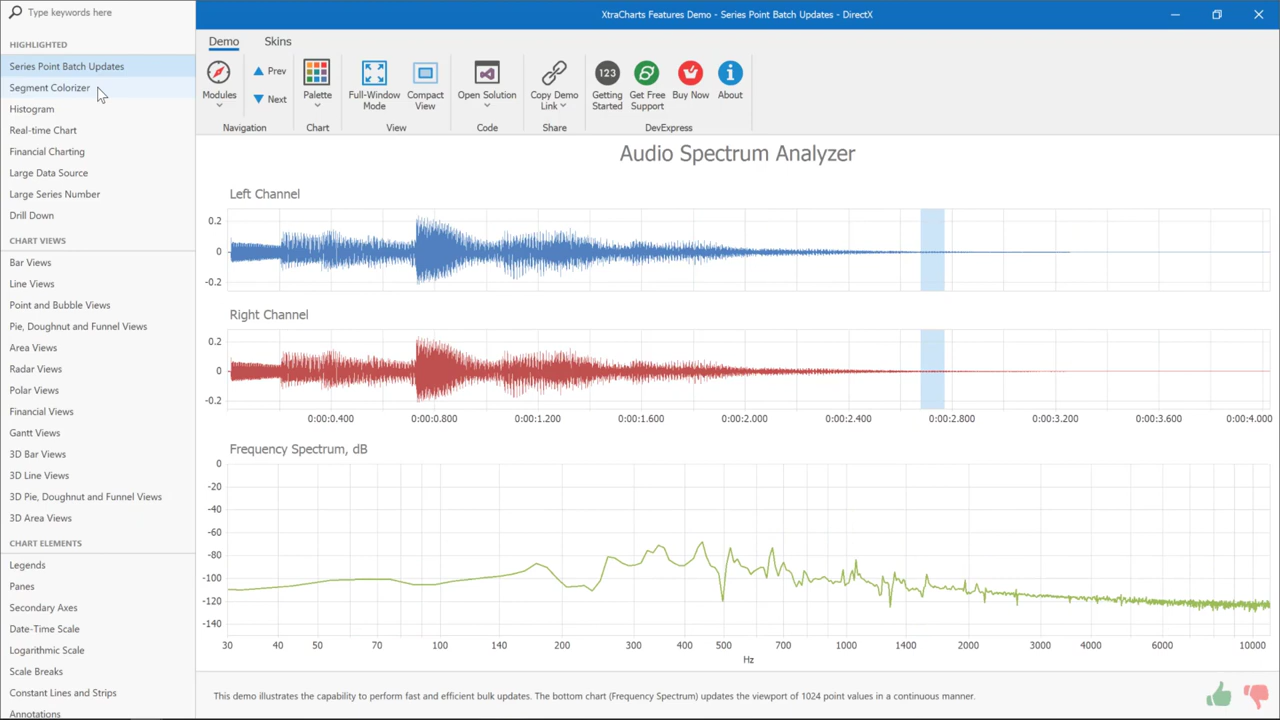 Type keywords here
XtraCharts Features Demo - Series Point Batch Updates - DirectX
HIGHLIGHTED
Series Point Batch Updates
Segment Colorizer
Histogram
Real-time Chart
Financial Charting
Large Data Source
Large Series Number
Drill Down
CHART VIEWS
Bar Views
Line Views
Point and Bubble Views
Pie, Doughnut and Funnel Views
Area Views
Radar Views
Polar Views
Financial Views
Gantt Views
3D Bar Views
3D Line Views
3D Pie, Doughnut and Funnel Views
3D Area Views
CHART ELEMENTS
Legends
Panes
Secondary Axes
Date-Time Scale
Logarithmic Scale
Scale Breaks
Constant Lines and Strips
Annotations
Demo Skins
Modules
Prev
Next
Navigation
Palette
Chart
Full-Window
Mode
Compact
View
View
Open Solution
Code
Copy Demo
Link
Share
123
Getting
Started
Get Free
Support
Buy Now
About
DevExpress
Audio Spectrum Analyzer
Left Channel
0.2
0
-0.2
Right Channel
0.2
0
-0.2
0:00:0.400 0:00:0.800 0:00:1.200 0:00:1.600 0:00:2.000 0:00:2.400 0:00:2.800 0:00:3.200 0:00:3.600 0:00:4.000
Frequency Spectrum, dB
0
-20
-40
-60
-80
-100
-120
-140
30 40 50 70 100 140 200 300 400 500 700 1000 1400 2000 3000 4000 6000 10000
Hz
This demo illustrates the capability to perform fast and efficient bulk updates. The bottom chart (Frequency Spectrum) updates the viewport of 1024 point values in a continuous manner.